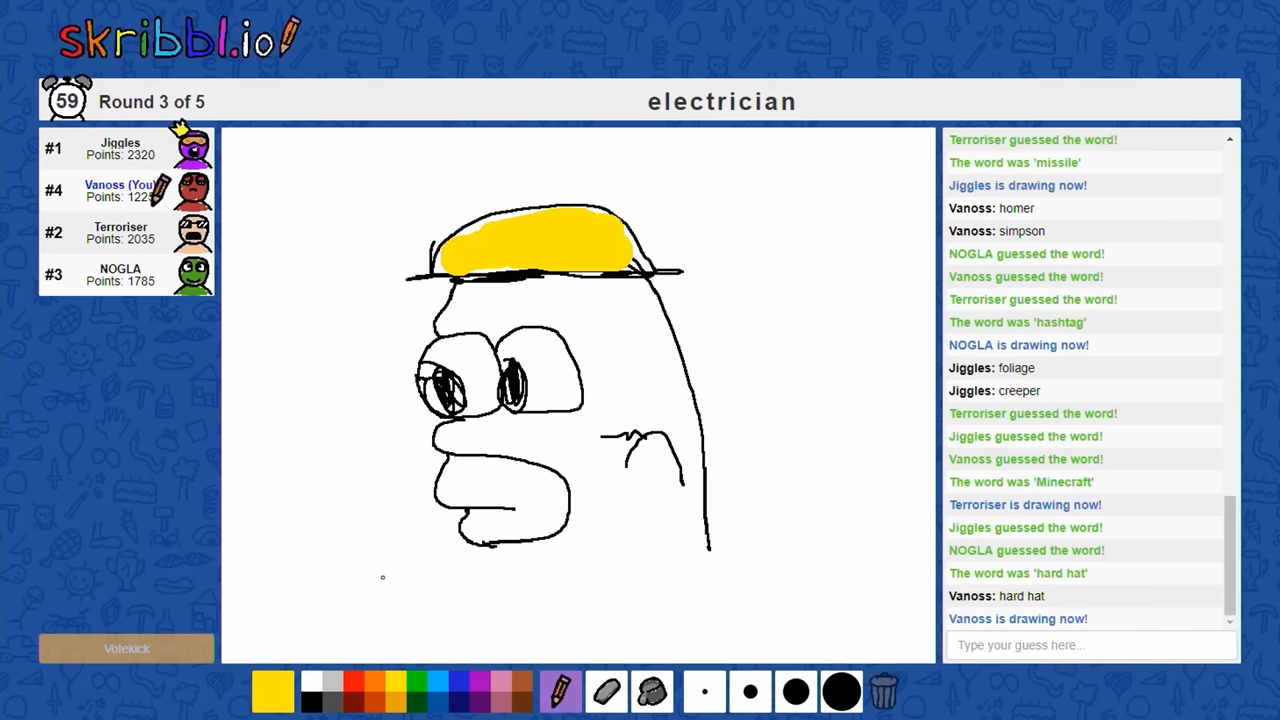 skribbl.io
59 Round 3 of 5
electrician
#1 Jiggles
Points: 2320
#4 Vanoss (You)
Points: 1225
#2 Terroriser
Points: 2035
#3 NOGLA
Points: 1785
Votekick
Terroriser guessed the word!
The word was 'missile'
Jiggles is drawing now!
Vanoss: homer
Vanoss: simpson
NOGLA guessed the word!
Vanoss guessed the word!
Terroriser guessed the word!
The word was 'hashtag'
NOGLA is drawing now!
Jiggles: foliage
Jiggles: creeper
Terroriser guessed the word!
Jiggles guessed the word!
Vanoss guessed the word!
The word was 'Minecraft'
Terroriser is drawing now!
Jiggles guessed the word!
NOGLA guessed the word!
The word was 'hard hat'
Vanoss: hard hat
Vanoss is drawing now!
Type your guess here...